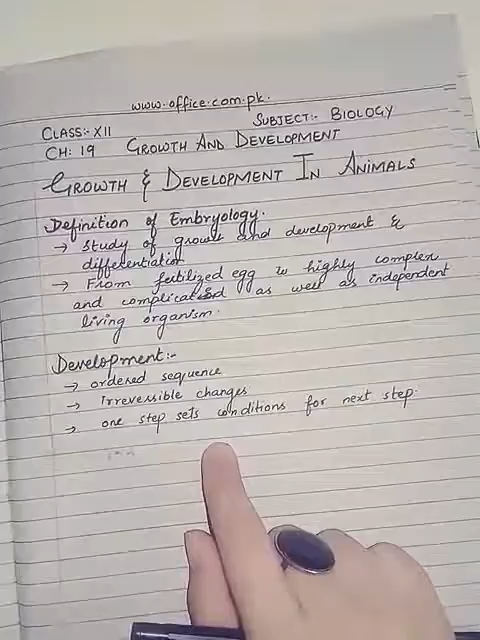 www.office.com.pk.
CLASS:- XII SUBJECT:- BIOLOGY
CH: 19 GROWTH AND DEVELOPMENT
GROWTH & DEVELOPMENT IN ANIMALS
Definition of Embryology.
→ Study of growth and development &
differentiation
→ From fertilized egg to highly complex
and complicated as well as independent
living organism.
Development:-
→ ordered sequence
→ Irreversible changes
→ one step sets conditions for next step.